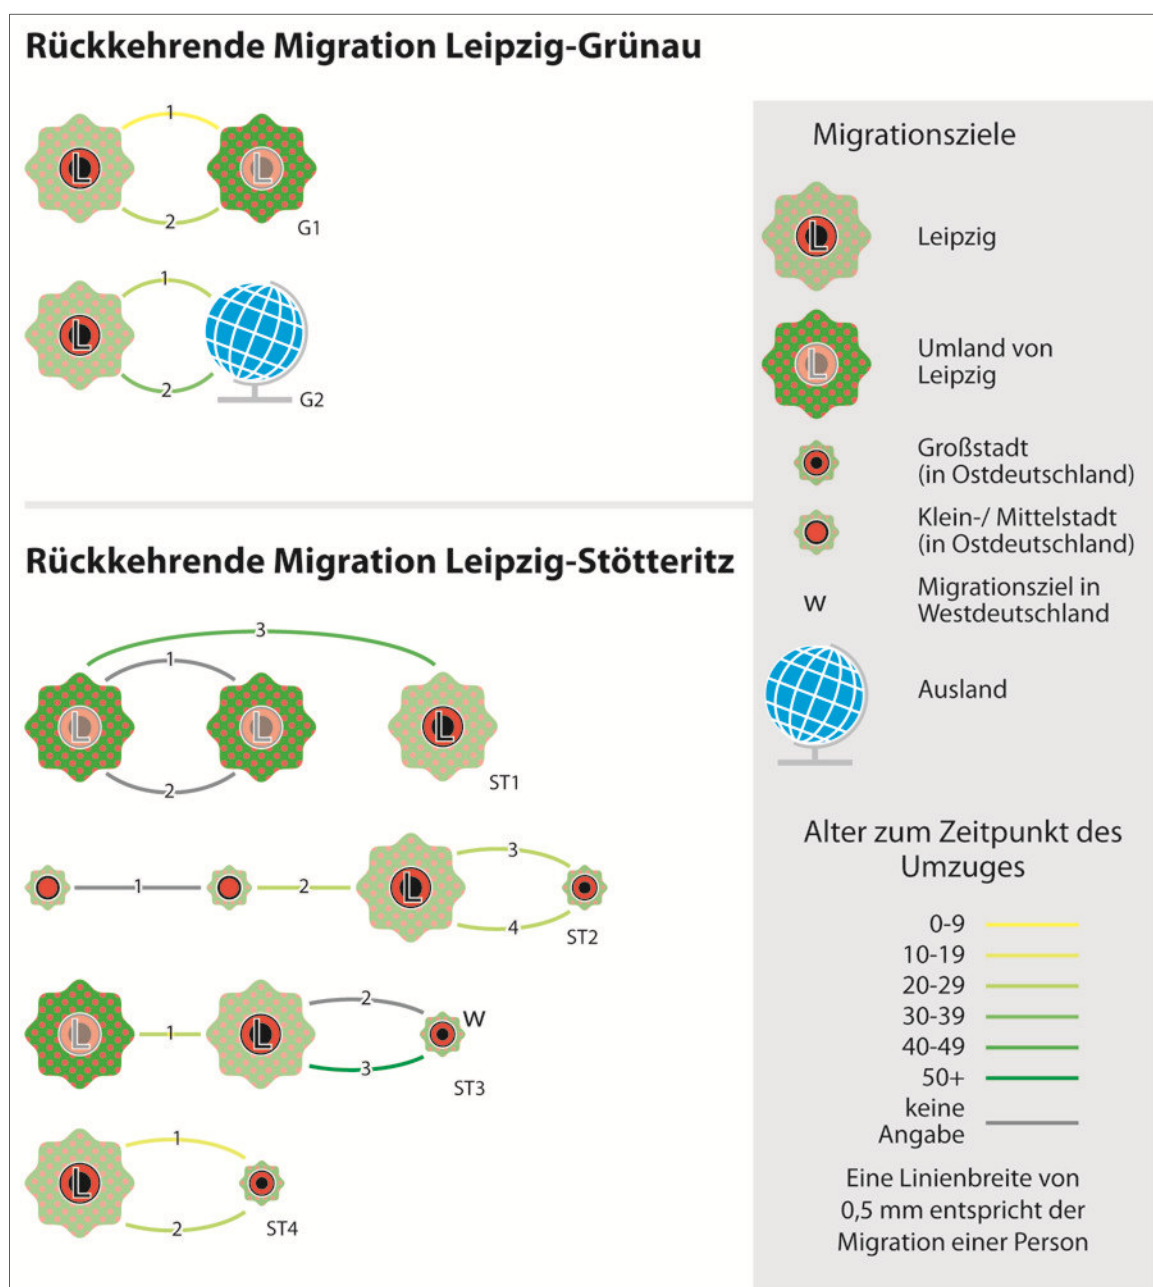 Rückkehrende Migration Leipzig-Grünau
1
L
L
2
G1
1
L
2
G2
Rückkehrende Migration Leipzig-Stötteritz
3
1
L
L
L
2
ST1
3
1
2
L
4
ST2
2
W
L
1
L
3
ST3
1
L
2
ST4
Migrationsziele
L
Leipzig
L
Umland von
Leipzig
Großstadt
(in Ostdeutschland)
Klein-/ Mittelstadt
(in Ostdeutschland)
W
Migrationsziel in
Westdeutschland
Ausland
Alter zum Zeitpunkt des
Umzuges
0-9
10-19
20-29
30-39
40-49
50+
keine
Angabe
Eine Linienbreite von
0,5 mm entspricht der
Migration einer Person